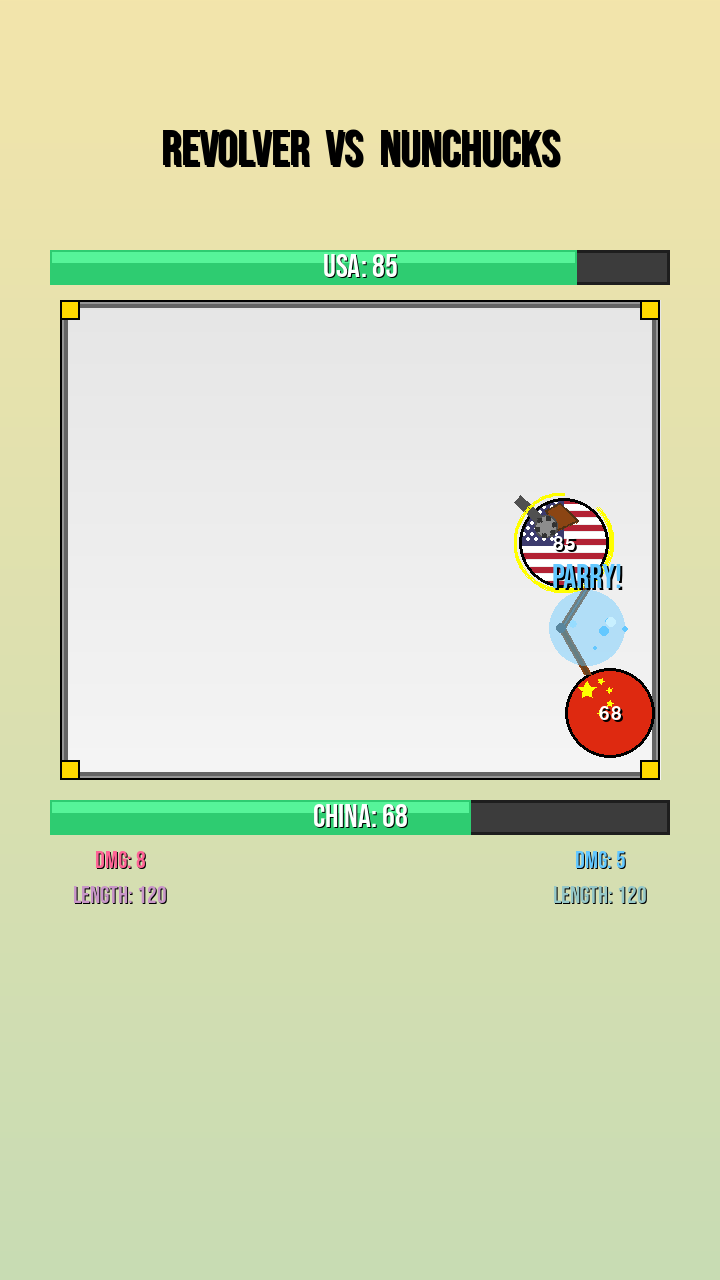 REVOLVER VS NUNCHUCKS
USA: 85
85
PARRY!
68
CHINA: 68
DMG: 8
DMG: 5
LENGTH: 120
LENGTH: 120